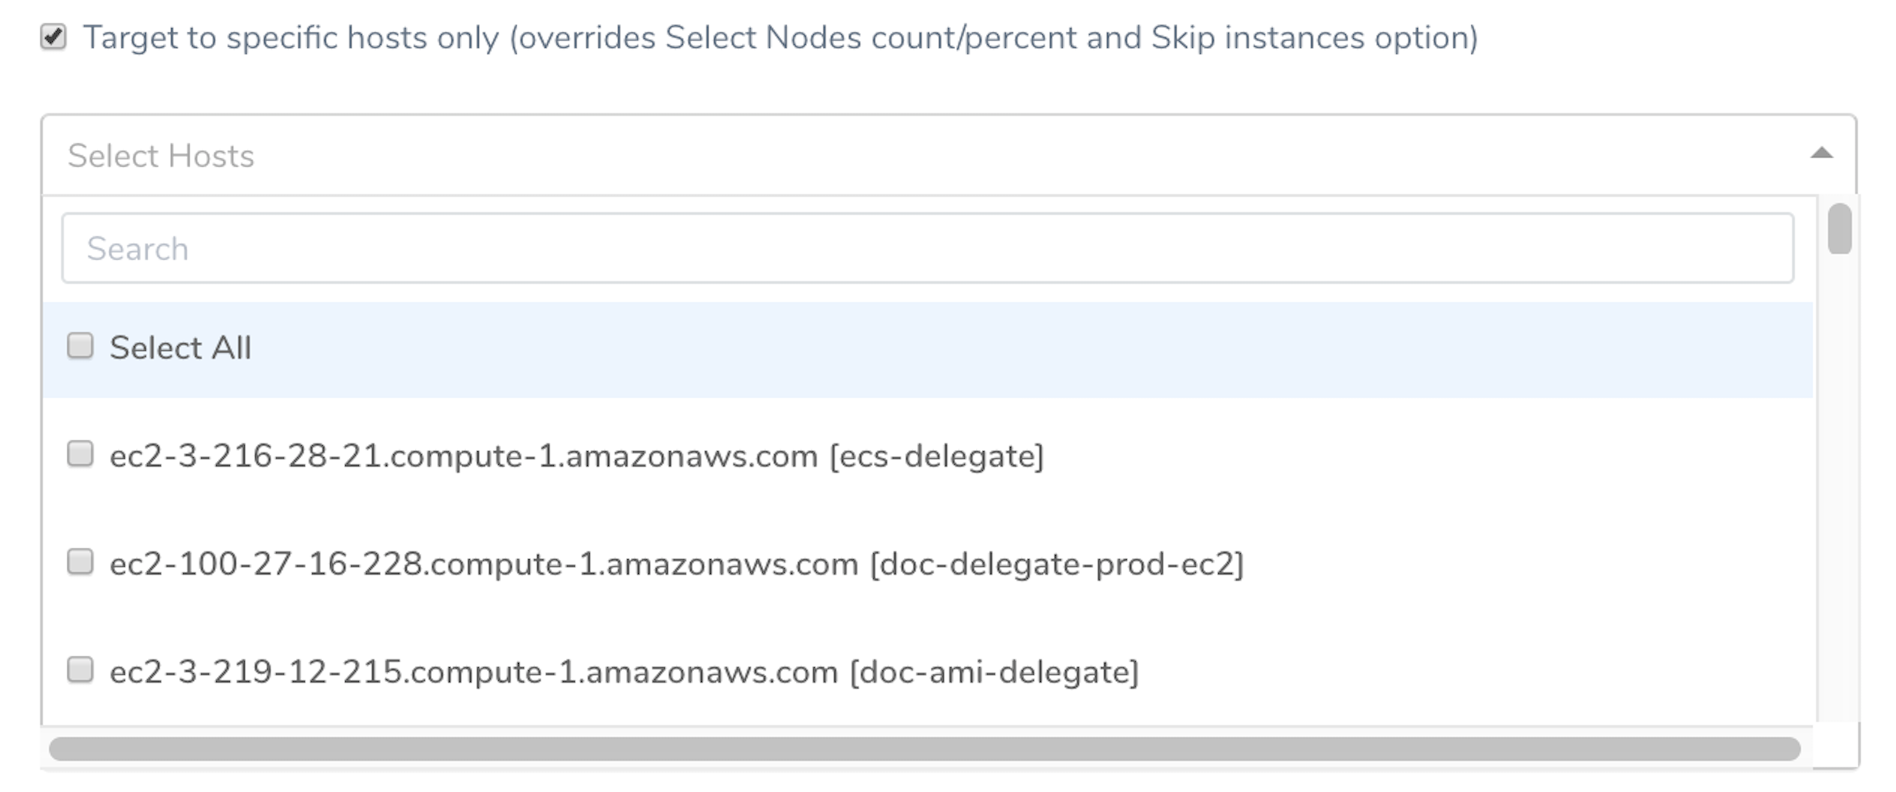 Target to specific hosts only (overrides Select Nodes count/percent and Skip instances option)
Select Hosts
Search
Select All
ec2-3-216-28-21.compute-1.amazonaws.com [ecs-delegate]
ec2-100-27-16-228.compute-1.amazonaws.com [doc-delegate-prod-ec2]
ec2-3-219-12-215.compute-1.amazonaws.com [doc-ami-delegate]